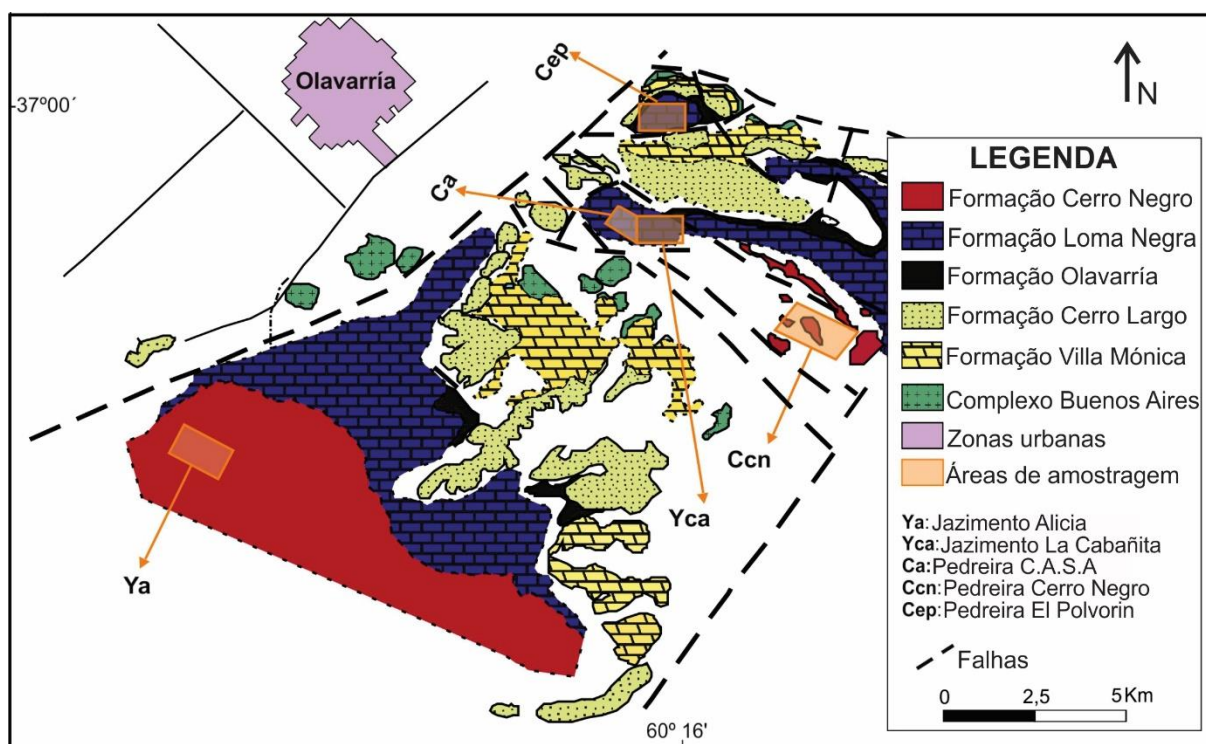 Olavarría
37º00´
N
Cep
Ca
Ya
Ccn
Yca
60º 16'
LEGENDA
Formação Cerro Negro
Formação Loma Negra
Formação Olavarría
Formação Cerro Largo
Formação Villa Mónica
Complexo Buenos Aires
Zonas urbanas
Áreas de amostragem
Ya: Jazimento Alicia
Yca: Jazimento La Cabañita
Ca: Pedreira C.A.S.A
Ccn: Pedreira Cerro Negro
Cep: Pedreira El Polvorin
Falhas
0 2,5 5Km